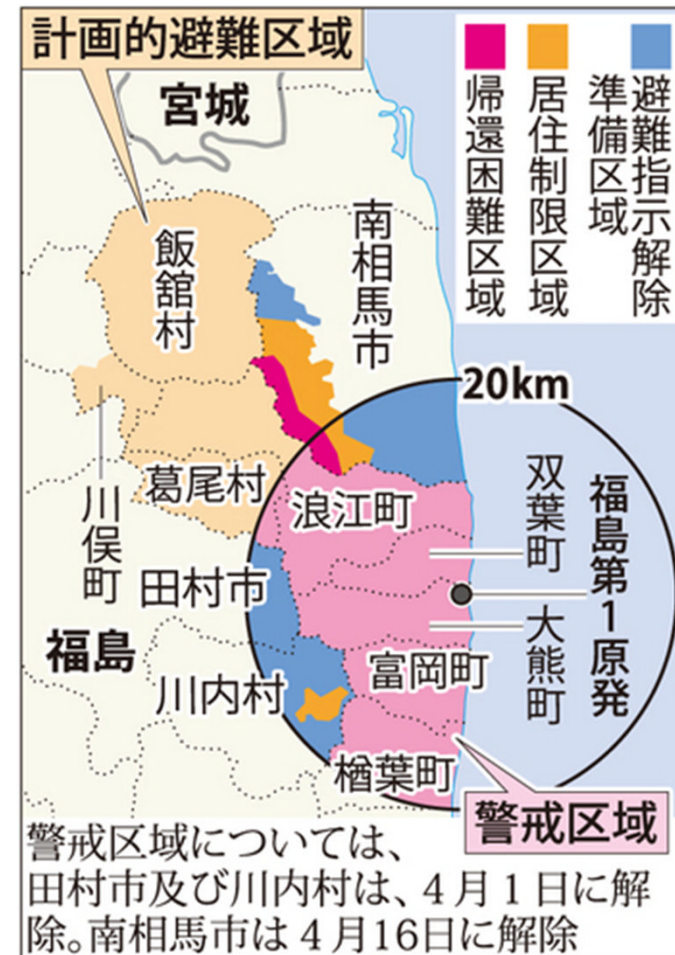 計画的避難区域
宮城
帰還困難区域
居住制限区域
避難指示解除
準備区域
南相馬市
飯舘村
20km
葛尾村
浪江町
双葉町
福島第1原発
川俣町
田村市
大熊町
福島
富岡町
川内村
楢葉町
警戒区域
警戒区域については、
田村市及び川内村は、4月1日に解
除。南相馬市は4月16日に解除